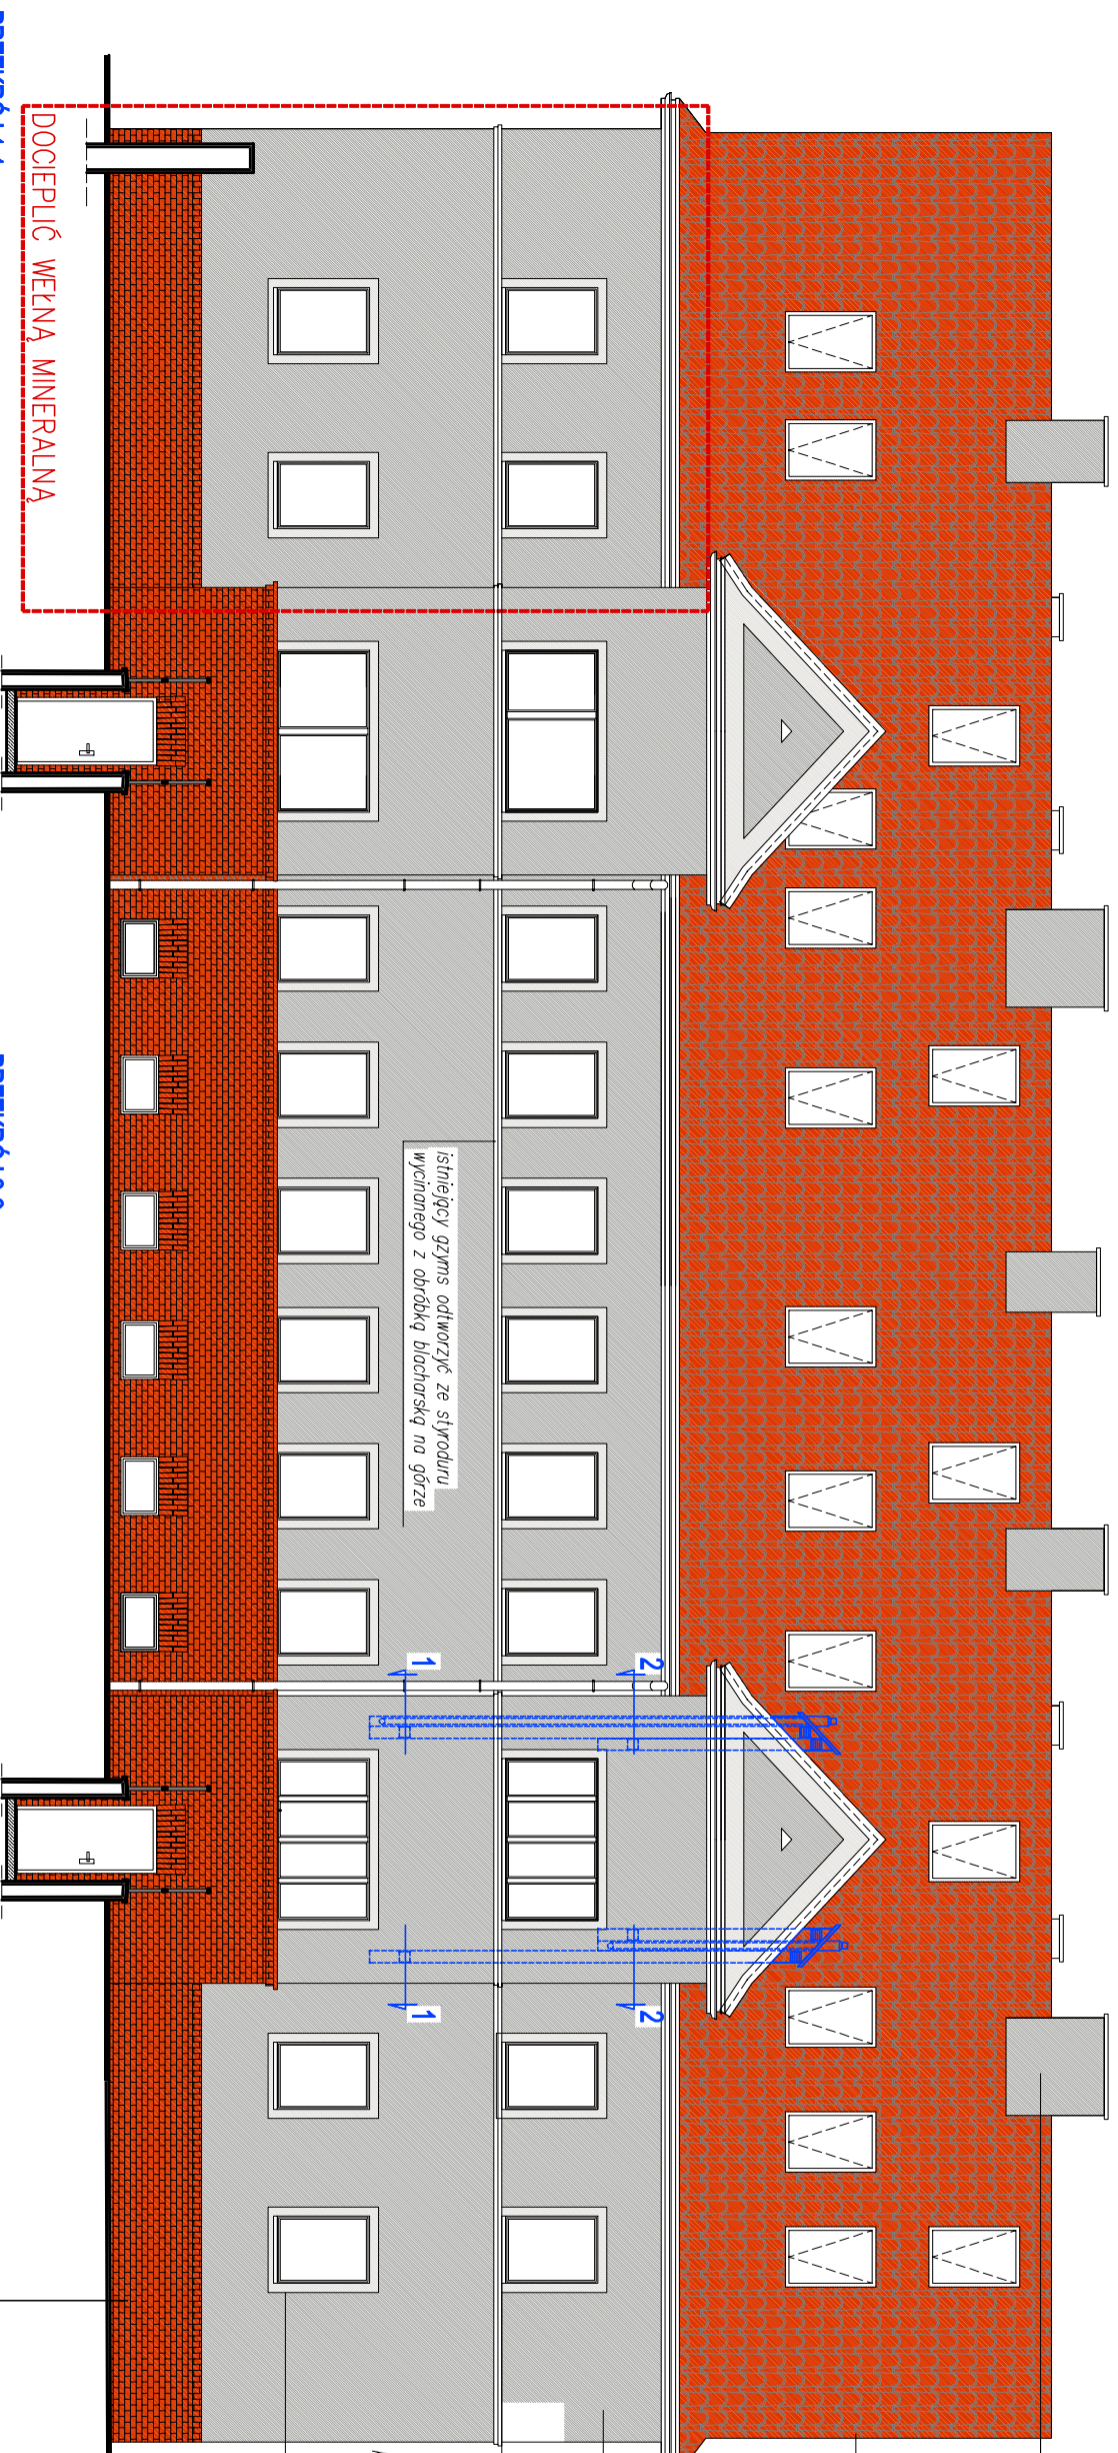 DOCIEPLIĆ WEŁNĄ MINERALNĄ
istniejący gzyms odtworzyć ze styroduru
wycinanego z obróbką blacharską na górze
2
2
1
1